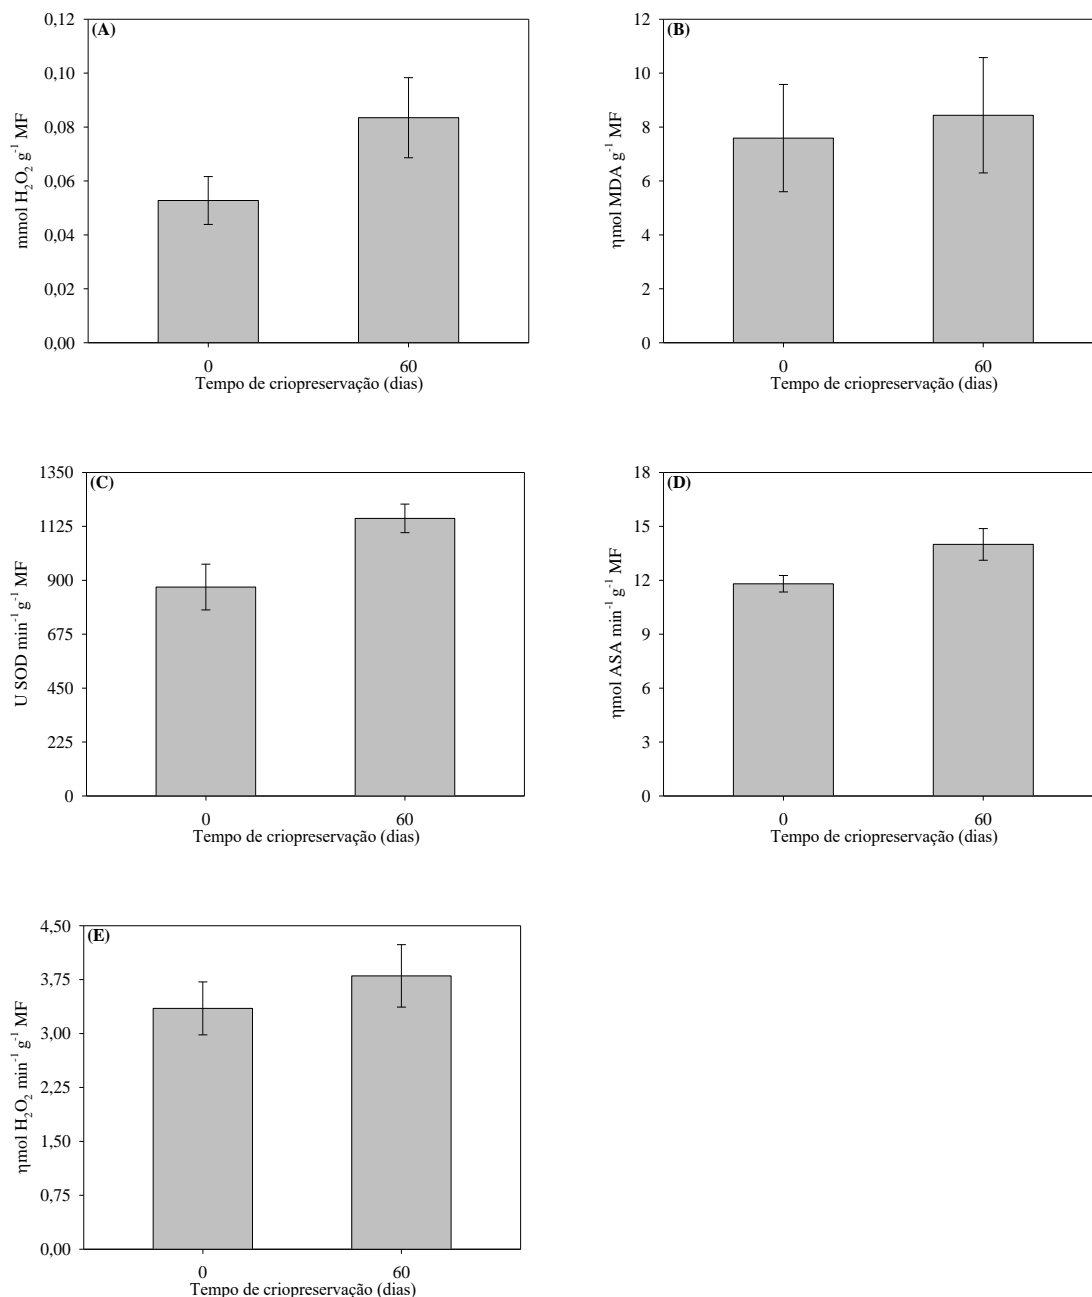 (A)
mmol H₂O₂ g⁻¹ MF
0,12
0,10
0,08
0,06
0,04
0,02
0,00
0 60
Tempo de criopreservação (dias)
(B)
ηmol MDA g⁻¹ MF
12
10
8
6
4
2
0
0 60
Tempo de criopreservação (dias)
(C)
U SOD min⁻¹ g⁻¹ MF
1350
1125
900
675
450
225
0
0 60
Tempo de criopreservação (dias)
(D)
ηmol ASA min⁻¹ g⁻¹ MF
18
15
12
9
6
3
0
0 60
Tempo de criopreservação (dias)
(E)
ηmol H₂O₂ min⁻¹ g⁻¹ MF
4,50
3,75
3,00
2,25
1,50
0,75
0,00
0 60
Tempo de criopreservação (dias)